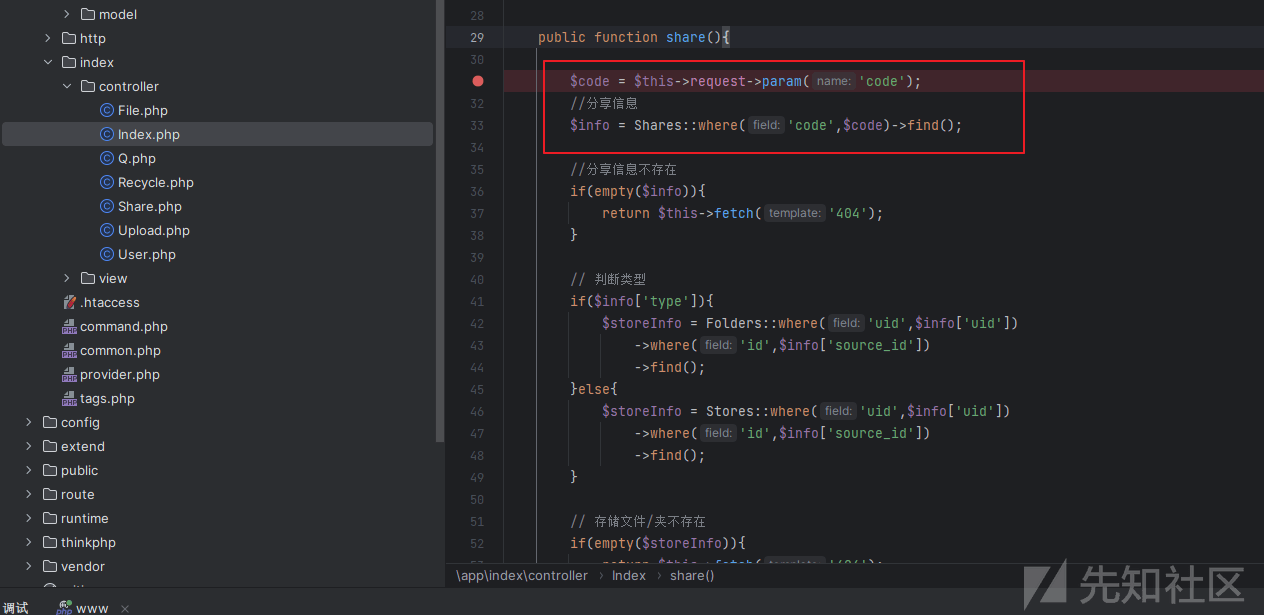 model
http
index
controller
File.php
Index.php
Q.php
Recycle.php
Share.php
Upload.php
User.php
view
.htaccess
command.php
common.php
provider.php
tags.php
config
extend
public
route
runtime
thinkphp
vendor
调试
www ×
28
29 public function share(){
30
$code = $this->request->param( name: 'code');
32 //分享信息
33 $info = Shares::where( field: 'code',$code)->find();
34
35 //分享信息不存在
36 if(empty($info)){
37 return $this->fetch( template: '404');
38 }
39
40 // 判断类型
41 if($info['type']){
42 $storeInfo = Folders::where( field: 'uid',$info['uid'])
43 ->where( field: 'id',$info['source_id'])
44 ->find();
45 }else{
46 $storeInfo = Stores::where( field: 'uid',$info['uid'])
47 ->where( field: 'id',$info['source_id'])
48 ->find();
49 }
50
51 // 存储文件/夹不存在
52 if(empty($storeInfo)){
\app\index\controller › Index › share()
先知社区